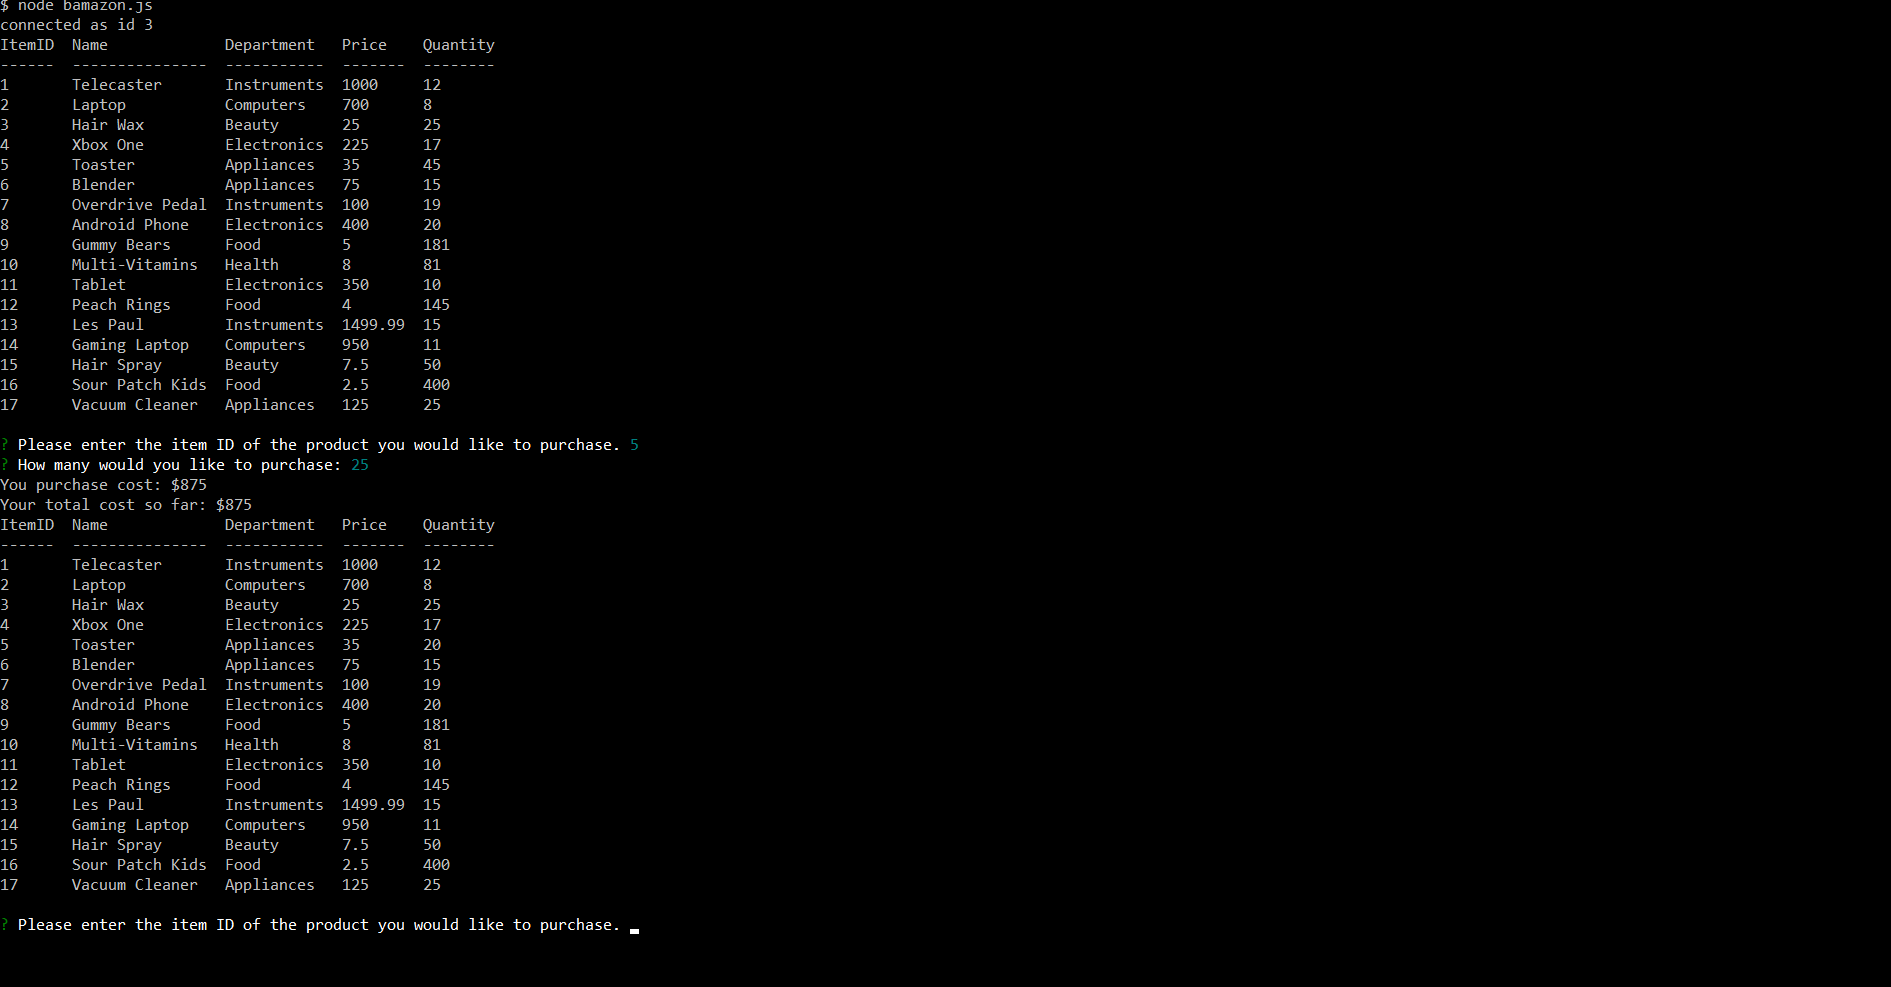 $ node bamazon.js
connected as id 3
ItemID  Name             Department   Price    Quantity
------  ---------------  -----------  -------  --------
1       Telecaster       Instruments  1000     12
2       Laptop           Computers    700      8
3       Hair Wax         Beauty       25       25
4       Xbox One         Electronics  225      17
5       Toaster          Appliances   35       45
6       Blender          Appliances   75       15
7       Overdrive Pedal  Instruments  100      19
8       Android Phone    Electronics  400      20
9       Gummy Bears      Food         5        181
10      Multi-Vitamins   Health       8        81
11      Tablet           Electronics  350      10
12      Peach Rings      Food         4        145
13      Les Paul         Instruments  1499.99  15
14      Gaming Laptop    Computers    950      11
15      Hair Spray       Beauty       7.5      50
16      Sour Patch Kids  Food         2.5      400
17      Vacuum Cleaner   Appliances   125      25
? Please enter the item ID of the product you would like to purchase. 5
? How many would you like to purchase: 25
You purchase cost: $875
Your total cost so far: $875
ItemID  Name             Department   Price    Quantity
------  ---------------  -----------  -------  --------
1       Telecaster       Instruments  1000     12
2       Laptop           Computers    700      8
3       Hair Wax         Beauty       25       25
4       Xbox One         Electronics  225      17
5       Toaster          Appliances   35       20
6       Blender          Appliances   75       15
7       Overdrive Pedal  Instruments  100      19
8       Android Phone    Electronics  400      20
9       Gummy Bears      Food         5        181
10      Multi-Vitamins   Health       8        81
11      Tablet           Electronics  350      10
12      Peach Rings      Food         4        145
13      Les Paul         Instruments  1499.99  15
14      Gaming Laptop    Computers    950      11
15      Hair Spray       Beauty       7.5      50
16      Sour Patch Kids  Food         2.5      400
17      Vacuum Cleaner   Appliances   125      25
? Please enter the item ID of the product you would like to purchase.